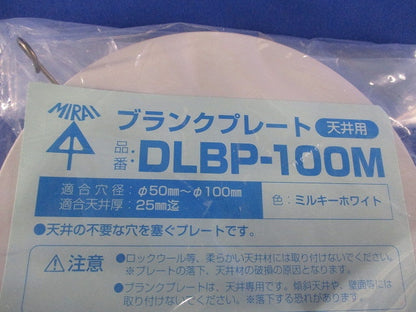 MIRAI
ブランクプレート 天井用
品番 DLBP-100M
適合穴径：φ50mm～φ100mm
適合天井厚：25mm迄
色：ミルキーホワイト
●天井の不要な穴を塞ぐプレートです。
⚠注意
●ロックウール等、柔らかい天井材には取り付けないでください。
※プレートの落下、天井材の破損の原因となります。
●ブランクプレートは、天井専用です。傾斜天井や、壁面等には
取り付けないでください。※落下する恐れがあります。